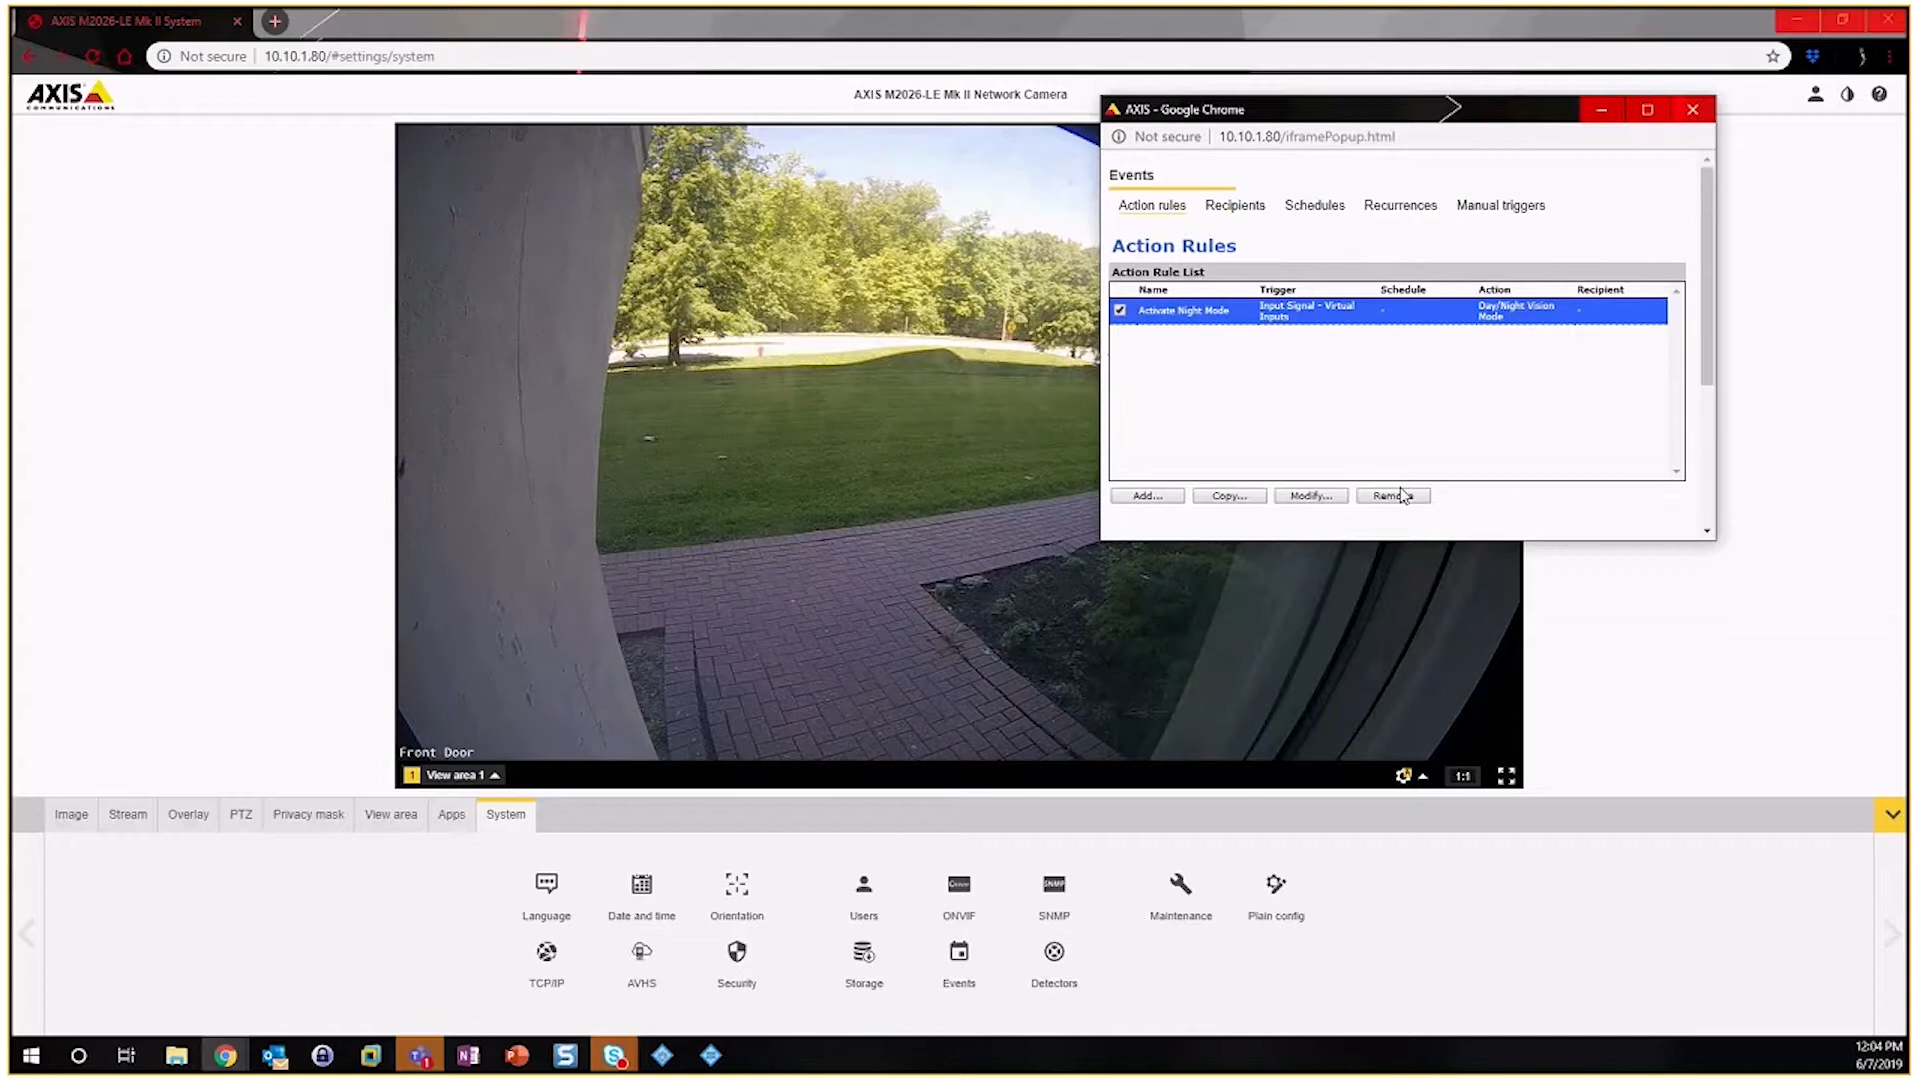 AXIS M2026-LE Mk II System
Not secure
10.10.1.80/#settings/system
AXIS
COMMUNICATIONS
AXIS M2026-LE Mk II Network Camera
AXIS - Google Chrome
Not secure
10.10.1.80/iframePopup.html
Events
Action rules Recipients Schedules Recurrences Manual triggers
Action Rules
Action Rule List
Name Trigger Schedule Action Recipient
Activate Night Mode Input Signal - Virtual Inputs - Day/Night Vision Mode -
Add... Copy... Modify...
Front Door
1 View area 1
1:1
Image Stream Overlay PTZ Privacy mask View area Apps System
Language Date and time Orientation Users ONVIF SNMP Maintenance Plain config
TCP/IP AVHS Security Storage Events Detectors
12:04 PM
6/7/2019